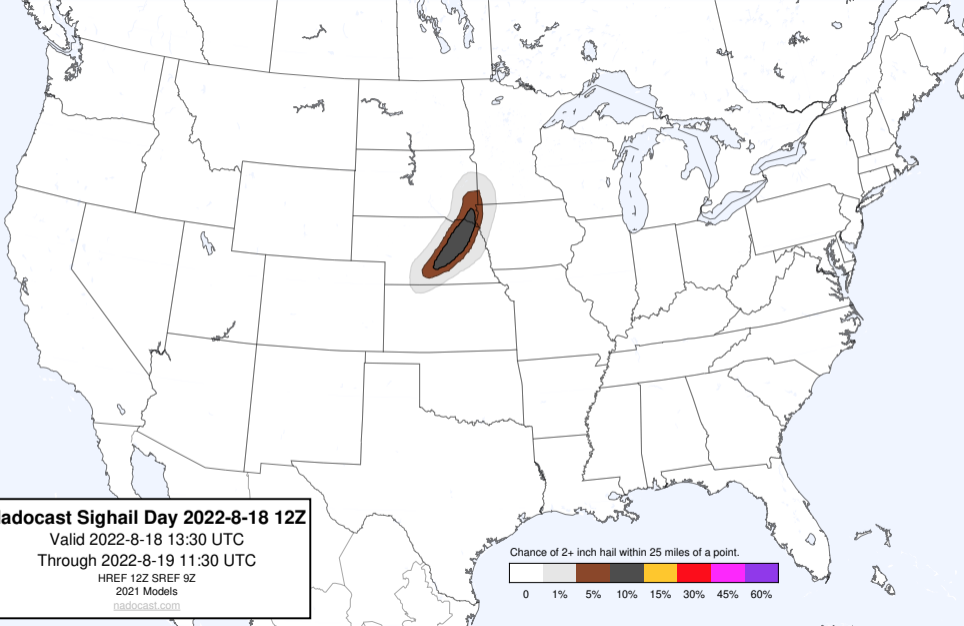 adocast Sighail Day 2022-8-18 12Z
Valid 2022-8-18 13:30 UTC
Through 2022-8-19 11:30 UTC
HREF 12Z SREF 9Z
2021 Models
nadocast.com
Chance of 2+ inch hail within 25 miles of a point.
0 1% 5% 10% 15% 30% 45% 60%